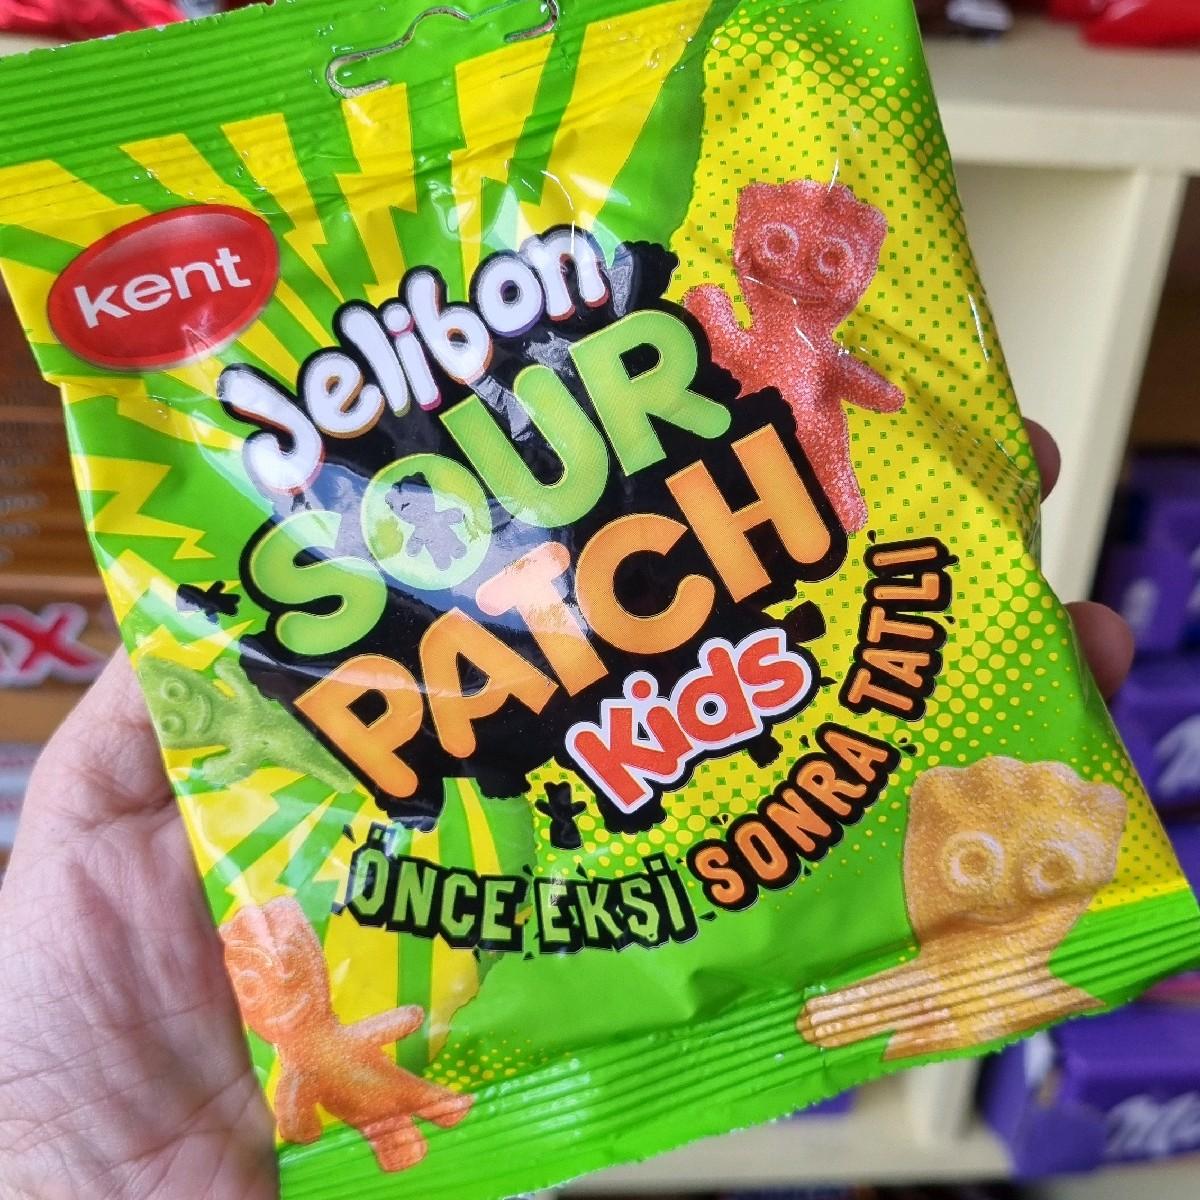 kent
Jelibon
SOUR
PATCH
Kids
ÖNCE EKŞİ SONRA TATLI